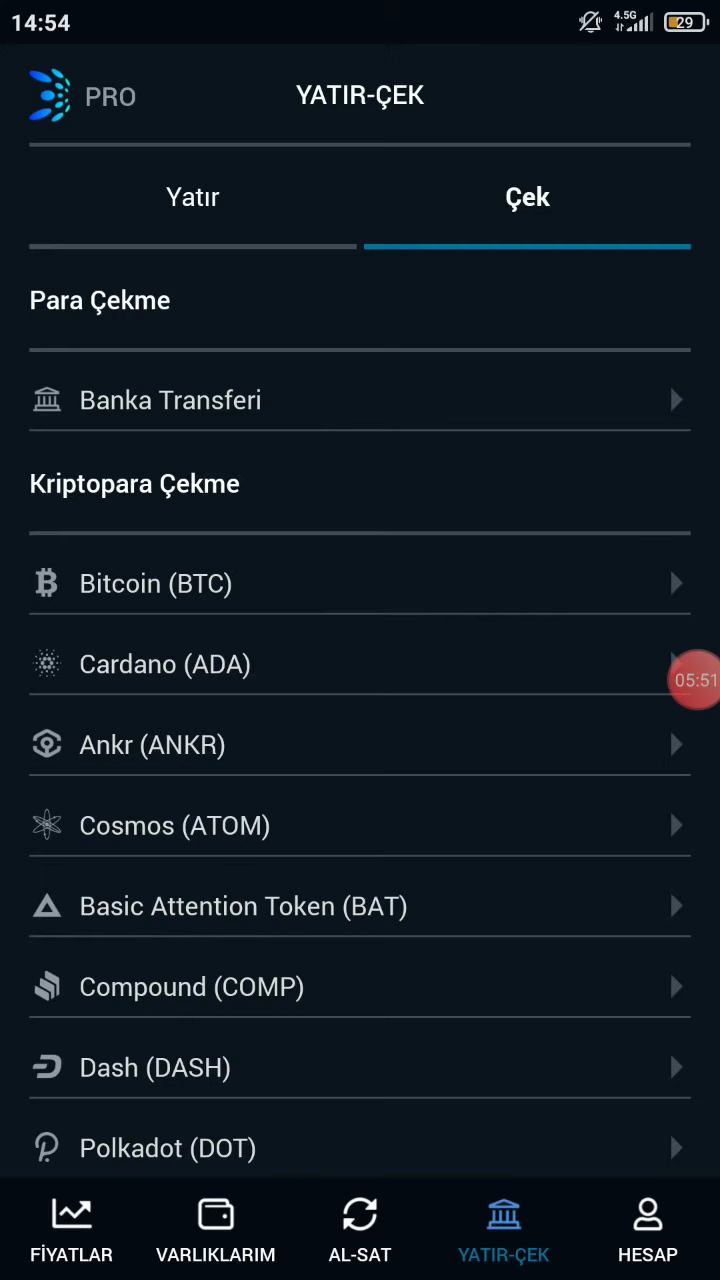 14:54
4.5G
29
PRO
YATIR-ÇEK
Yatır
Çek
Para Çekme
Banka Transferi
Kriptopara Çekme
Bitcoin (BTC)
Cardano (ADA)
05:51
Ankr (ANKR)
Cosmos (ATOM)
Basic Attention Token (BAT)
Compound (COMP)
Dash (DASH)
Polkadot (DOT)
FİYATLAR
VARLIKLARIM
AL-SAT
YATIR-ÇEK
HESAP